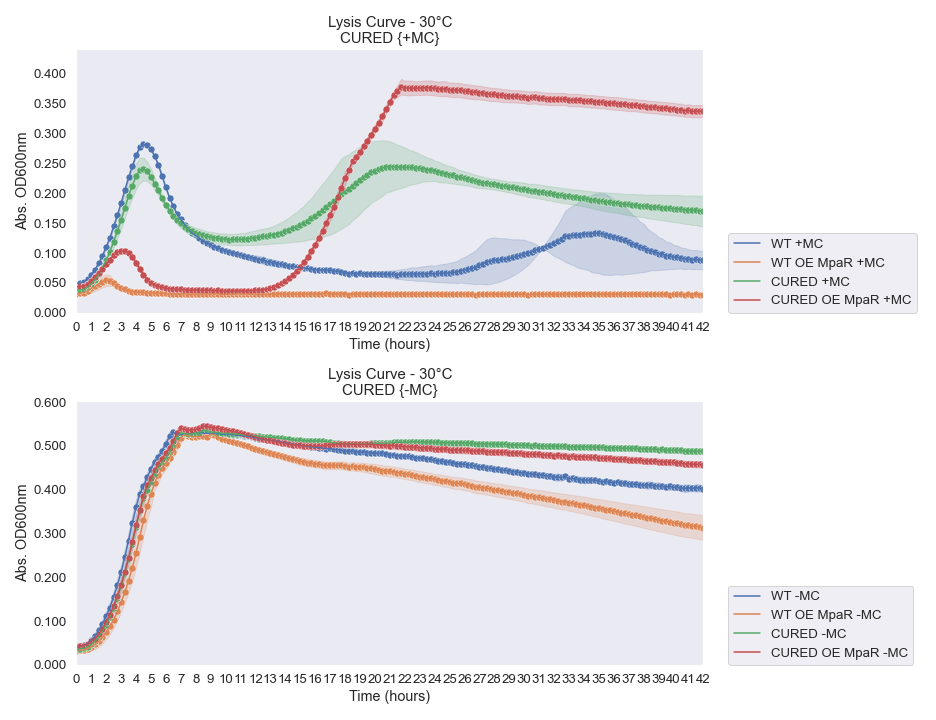 Lysis Curve - 30°C
CURED {+MC}
Abs. OD600nm
0.400
0.350
0.300
0.250
0.200
0.150
0.100
0.050
0.000
0 1 2 3 4 5 6 7 8 9 10 11 12 13 14 15 16 17 18 19 20 21 22 23 24 25 26 27 28 29 30 31 32 33 34 35 36 37 38 39 40 41 42
Time (hours)
WT +MC
WT OE MpaR +MC
CURED +MC
CURED OE MpaR +MC
Lysis Curve - 30°C
CURED {-MC}
Abs. OD600nm
0.600
0.500
0.400
0.300
0.200
0.100
0.000
0 1 2 3 4 5 6 7 8 9 10 11 12 13 14 15 16 17 18 19 20 21 22 23 24 25 26 27 28 29 30 31 32 33 34 35 36 37 38 39 40 41 42
Time (hours)
WT -MC
WT OE MpaR -MC
CURED -MC
CURED OE MpaR -MC